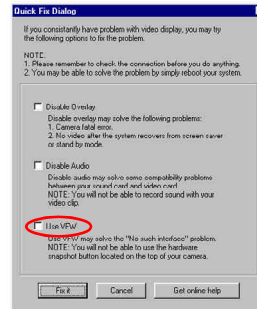 Quick Fix Dialog
If you consistantly have problem with video display, you may try
the following options to fix the problem.
NOTE:
1. Please remember to check the connection before you do anything.
2. You may be able to solve the problem by simply reboot your system.
Disable Overlay
Disable overlay may solve the following problems:
1. Camera fatal error.
2. No video after the system recovers from screen saver
or stand by mode.
Disable Audio
Disable audio may solve some compatibility problems
between your sound card and video card.
NOTE: You will not be able to record sound with your
video clip.
Use VFW
Use VFW may solve the "No such interface" problem.
NOTE: You will not be able to use the hardware
snapshot button located on the top of your camera.
Fix it
Cancel
Get online help